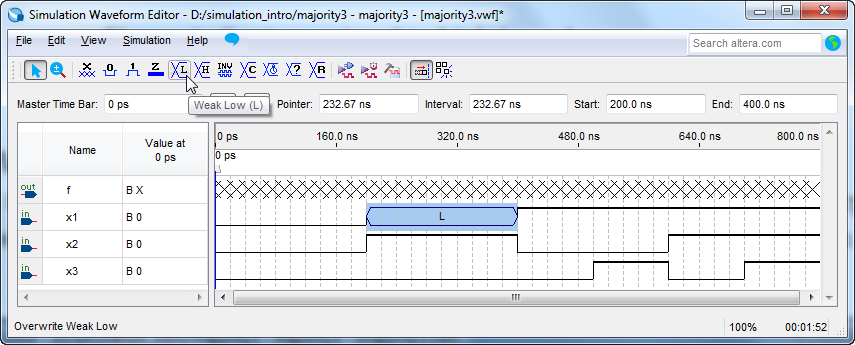 Simulation Waveform Editor - D:/simulation_intro/majority3 - majority3 - [majority3.vwf]*
File Edit View Simulation Help
Search altera.com
X 0 1 Z L H INV C ? R
Master Time Bar: 0 ps Pointer: 232.67 ns Interval: 232.67 ns Start: 200.0 ns End: 400.0 ns
Weak Low (L)
Name Value at 0 ps
0 ps 160.0 ns 320.0 ns 480.0 ns 640.0 ns 800.0 ns
0 ps
out f B X
in x1 B 0 L
in x2 B 0
in x3 B 0
Overwrite Weak Low 100% 00:01:52